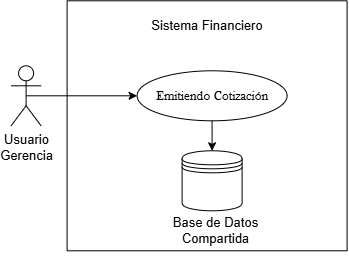 Sistema Financiero
Emitiendo Cotización
Usuario
Gerencia
Base de Datos
Compartida